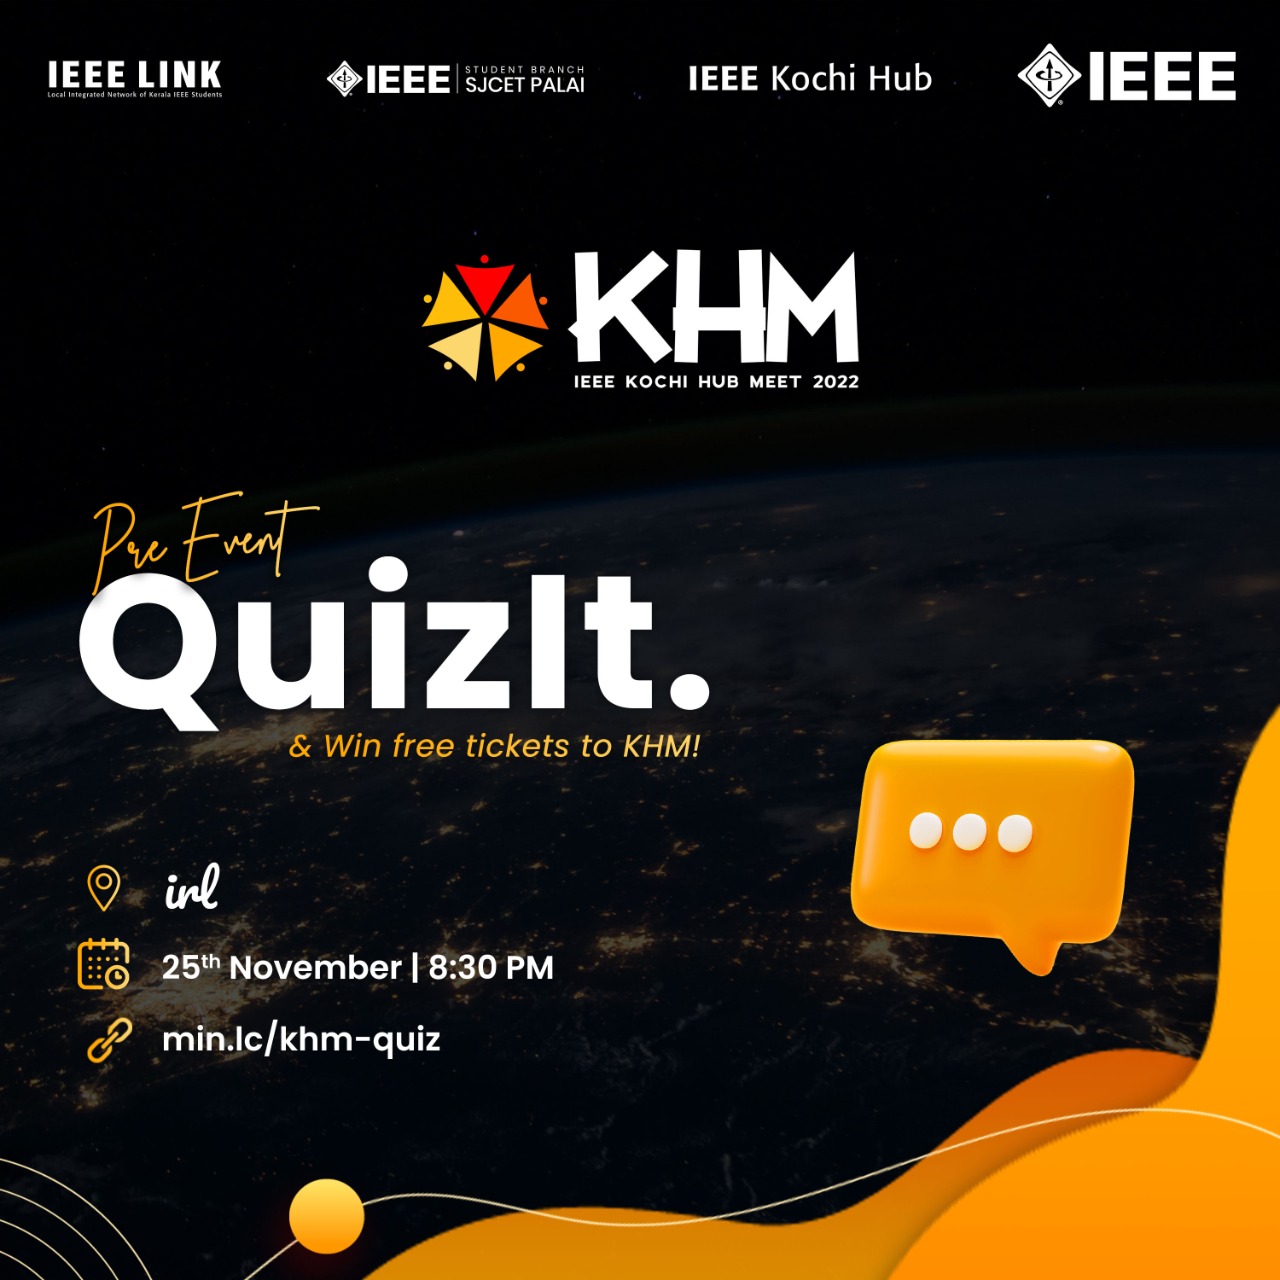 IEEE LINK
Local Integrated Network of Kerala IEEE Students
IEEE STUDENT BRANCH
SJCET PALAI
IEEE Kochi Hub
IEEE
KHM
IEEE KOCHI HUB MEET 2022
Pre Event
QuizIt.
& Win free tickets to KHM!
irl
25th November | 8:30 PM
min.lc/khm-quiz